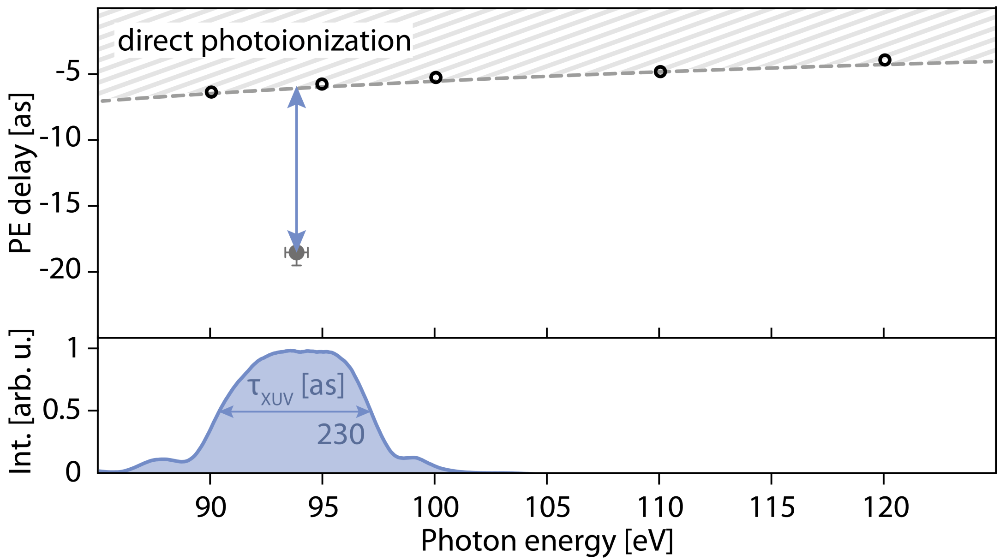 direct photoionization
PE delay [as]
-5
-10
-15
-20
Int. [arb. u.]
1
0.5
0
τXUV [as]
230
90 95 100 105 110 115 120
Photon energy [eV]